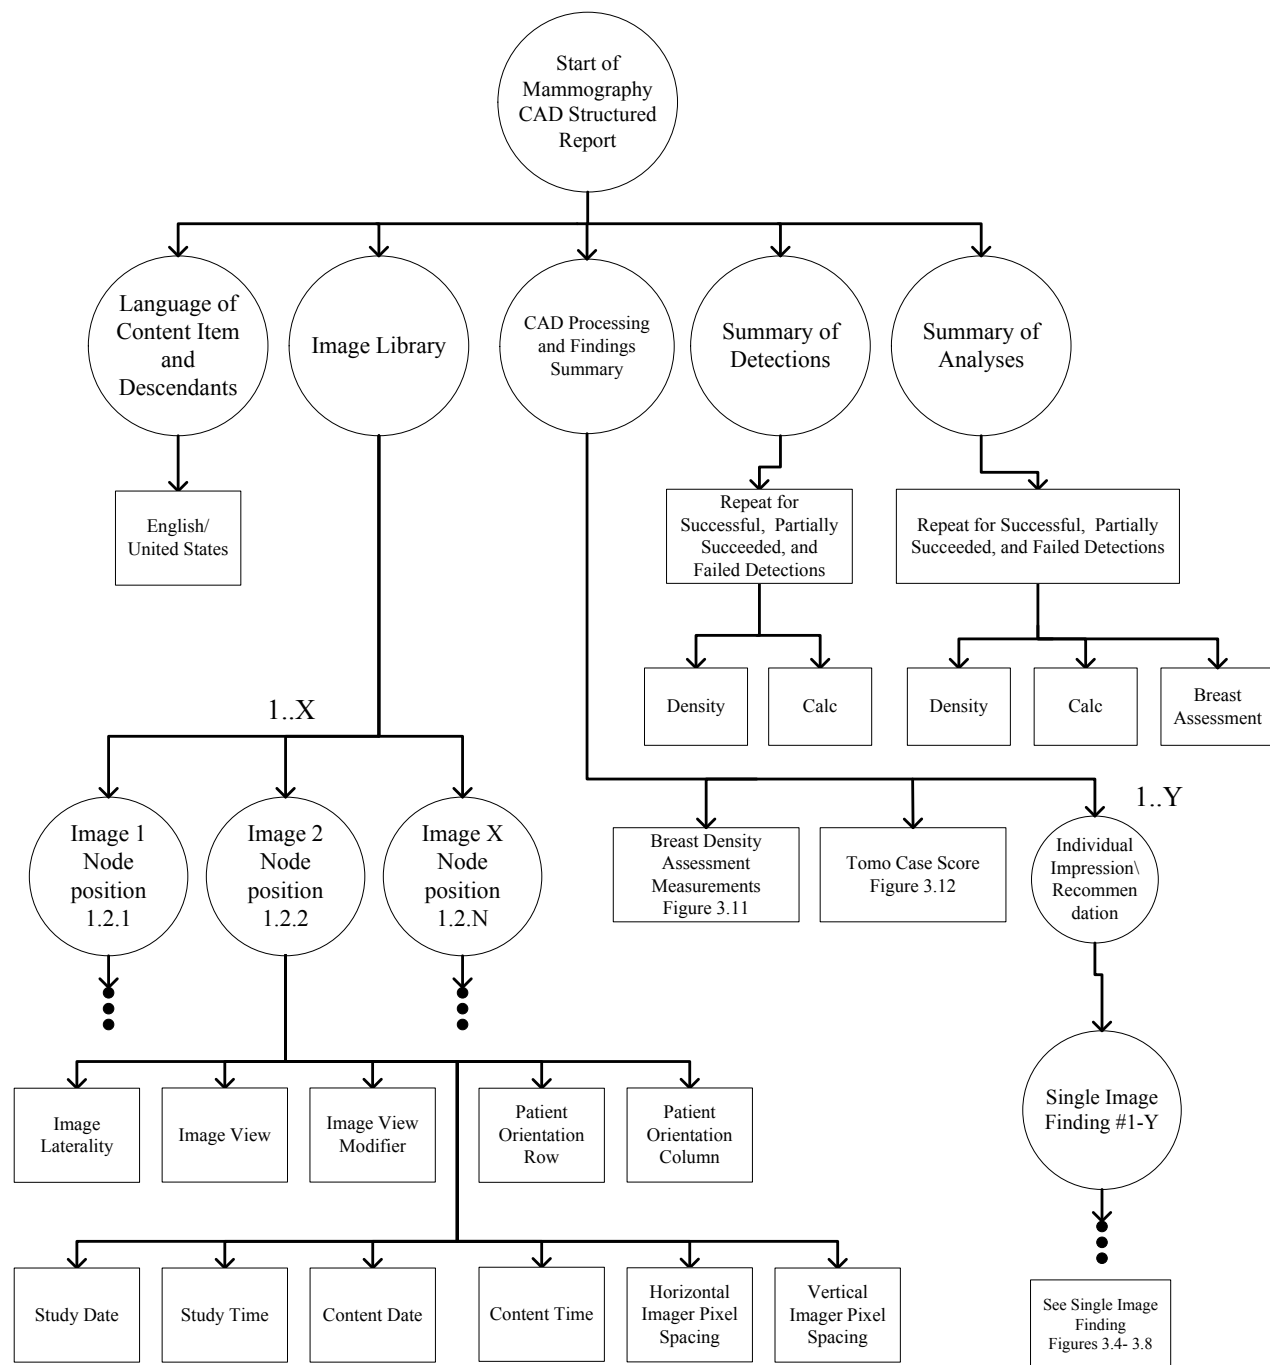 Start of
Mammography
CAD Structured
Report
Language of
Content Item
and
Descendants
Image Library
CAD Processing
and Findings
Summary
Summary of
Detections
Summary of
Analyses
English/
United States
Repeat for
Successful, Partially
Succeeded, and
Failed Detections
Repeat for Successful, Partially
Succeeded, and Failed Detections
Density
Calc
Density
Calc
Breast
Assessment
1..X
1..Y
Image 1
Node
position
1.2.1
Image 2
Node
position
1.2.2
Image X
Node
position
1.2.N
Breast Density
Assessment
Measurements
Figure 3.11
Tomo Case Score
Figure 3.12
Individual
Impression\
Recommen
dation
Single Image
Finding #1-Y
Image
Laterality
Image View
Image View
Modifier
Patient
Orientation
Row
Patient
Orientation
Column
Study Date
Study Time
Content Date
Content Time
Horizontal
Imager Pixel
Spacing
Vertical
Imager Pixel
Spacing
See Single Image
Finding
Figures 3.4- 3.8